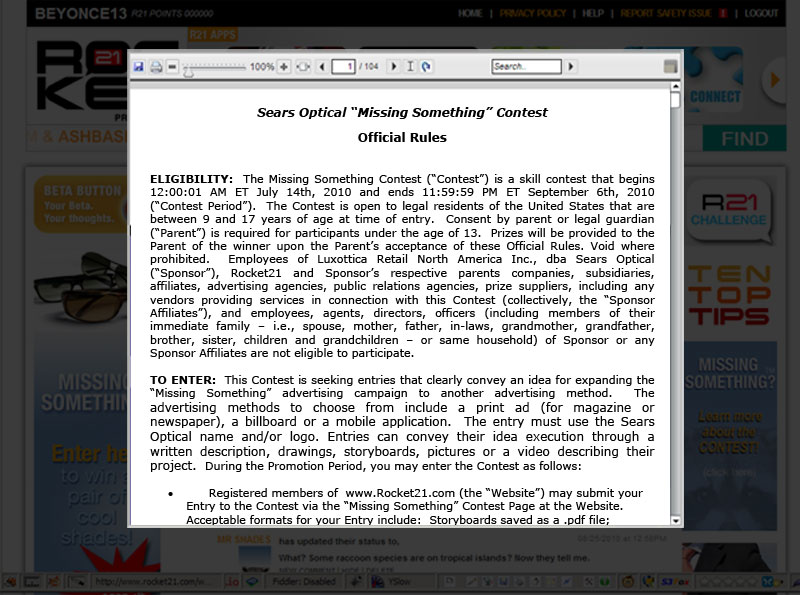 BEYONCE13 R21 POINTS 000000
HOME | PRIVACY POLICY | HELP | REPORT SAFETY ISSUE | LOGOUT
R21 APPS
100%
1 / 104
Search..
CONNECT
M & ASHBAS
FIND
Sears Optical “Missing Something” Contest
Official Rules
ELIGIBILITY: The Missing Something Contest (“Contest”) is a skill contest that begins
12:00:01 AM ET July 14th, 2010 and ends 11:59:59 PM ET September 6th, 2010
(“Contest Period”). The Contest is open to legal residents of the United States that are
between 9 and 17 years of age at time of entry. Consent by parent or legal guardian
(“Parent”) is required for participants under the age of 13. Prizes will be provided to the
Parent of the winner upon the Parent’s acceptance of these Official Rules. Void where
prohibited. Employees of Luxottica Retail North America Inc., dba Sears Optical
(“Sponsor”), Rocket21 and Sponsor’s respective parents companies, subsidiaries,
affiliates, advertising agencies, public relations agencies, prize suppliers, including any
vendors providing services in connection with this Contest (collectively, the “Sponsor
Affiliates”), and employees, agents, directors, officers (including members of their
immediate family – i.e., spouse, mother, father, in-laws, grandmother, grandfather,
brother, sister, children and grandchildren – or same household) of Sponsor or any
Sponsor Affiliates are not eligible to participate.
TO ENTER: This Contest is seeking entries that clearly convey an idea for expanding the
“Missing Something” advertising campaign to another advertising method. The
advertising methods to choose from include a print ad (for magazine or
newspaper), a billboard or a mobile application. The entry must use the Sears
Optical name and/or logo. Entries can convey their idea execution through a
written description, drawings, storyboards, pictures or a video describing their
project. During the Promotion Period, you may enter the Contest as follows:
• Registered members of www.Rocket21.com (the “Website”) may submit your
Entry to the Contest via the “Missing Something” Contest Page at the Website.
Acceptable formats for your Entry include: Storyboards saved as a .pdf file;
BETA BUTTON
Your Beta.
Your thoughts.
MISSING
SOMETHIN
Enter he
to win a
pair of
cool
shades!
R21
CHALLENGE
TEN
TOP
TIPS
MISSING
SOMETHING?
Learn more
about the
CONTEST!
(click here)
MR SHADES has updated their status to,
08/25/2010 at 12:58PM
What? Some raccoon species are on tropical islands? Now they tell me.
NEW COMMENT | HIDE | DELETE
http://www.rocket21.com/w...
Fiddler: Disabled
YSlow